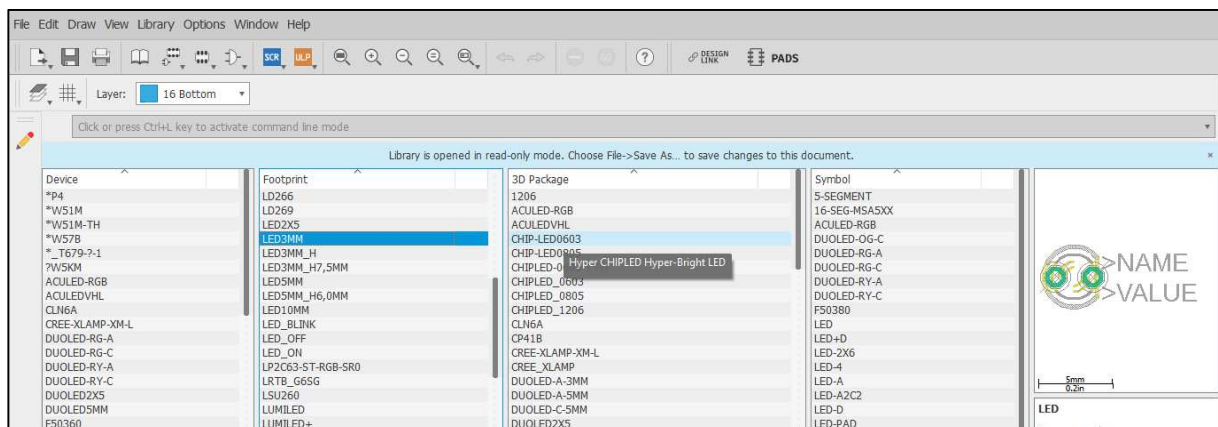 File Edit Draw View Library Options Window Help
SCR ULP DESIGN LINK PADS
Layer: 16 Bottom
Click or press Ctrl+L key to activate command line mode
Library is opened in read-only mode. Choose File->Save As... to save changes to this document.
Device
*P4
*W51M
*W51M-TH
*W57B
*_T679-?-1
?W5KM
ACULED-RGB
ACULEDVHL
CLN6A
CREE-XLAMP-XM-L
DUOLED-RG-A
DUOLED-RG-C
DUOLED-RY-A
DUOLED-RY-C
DUOLED2X5
DUOLED5MM
F50360
Footprint
LD266
LD269
LED2X5
LED3MM
LED3MM_H
LED3MM_H7,5MM
LED5MM
LED5MM_H6,0MM
LED10MM
LED_BLINK
LED_OFF
LED_ON
LP2C63-ST-RGB-SR0
LRTB_G6SG
LSU260
LUMILED
LUMILED+
3D Package
1206
ACULED-RGB
ACULEDVHL
CHIP-LED0603
CHIP-LED0805
Hyper CHIPLED Hyper-Bright LED
CHIPLED_0603
CHIPLED_0805
CHIPLED_1206
CLN6A
CP41B
CREE-XLAMP-XM-L
CREE_XLAMP
DUOLED-A-3MM
DUOLED-A-5MM
DUOLED-C-5MM
DUOLED2X5
Symbol
5-SEGMENT
16-SEG-MSA5XX
ACULED-RGB
DUOLED-OG-C
DUOLED-RG-A
DUOLED-RG-C
DUOLED-RY-A
DUOLED-RY-C
F50380
LED
LED+D
LED-2X6
LED-4
LED-A
LED-A2C2
LED-D
LED-PAD
>NAME
>VALUE
5mm
0.2in
LED